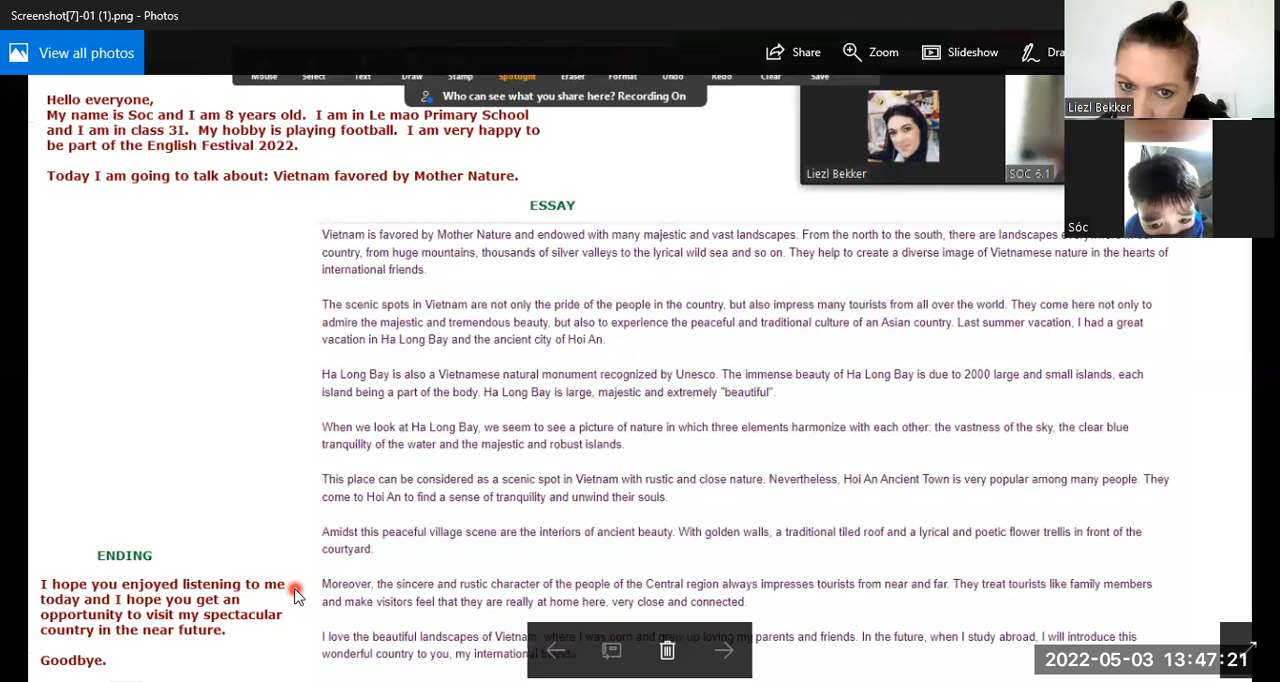 Screenshot[7]-01 (1).png - Photos
View all photos
Share
Zoom
Slideshow
Mouse
Select
Text
Draw
Stamp
Spotlight
Eraser
Format
Undo
Redo
Clear
Save
Who can see what you share here? Recording On
Liezl Bekker
Sóc
Liezl Bekker
SOC 6.1
Hello everyone,
My name is Soc and I am 8 years old. I am in Le mao Primary School
and I am in class 3I. My hobby is playing football. I am very happy to
be part of the English Festival 2022.
Today I am going to talk about: Vietnam favored by Mother Nature.
ESSAY
Vietnam is favored by Mother Nature and endowed with many majestic and vast landscapes. From the north to the south, there are landscapes
country, from huge mountains, thousands of silver valleys to the lyrical wild sea and so on. They help to create a diverse image of Vietnamese nature in the hearts of
international friends.
The scenic spots in Vietnam are not only the pride of the people in the country, but also impress many tourists from all over the world. They come here not only to
admire the majestic and tremendous beauty, but also to experience the peaceful and traditional culture of an Asian country. Last summer vacation, I had a great
vacation in Ha Long Bay and the ancient city of Hoi An.
Ha Long Bay is also a Vietnamese natural monument recognized by Unesco. The immense beauty of Ha Long Bay is due to 2000 large and small islands, each
island being a part of the body. Ha Long Bay is large, majestic and extremely "beautiful".
When we look at Ha Long Bay, we seem to see a picture of nature in which three elements harmonize with each other: the vastness of the sky, the clear blue
tranquility of the water and the majestic and robust islands.
This place can be considered as a scenic spot in Vietnam with rustic and close nature. Nevertheless, Hoi An Ancient Town is very popular among many people. They
come to Hoi An to find a sense of tranquility and unwind their souls.
Amidst this peaceful village scene are the interiors of ancient beauty. With golden walls, a traditional tiled roof and a lyrical and poetic flower trellis in front of the
courtyard.
Moreover, the sincere and rustic character of the people of the Central region always impresses tourists from near and far. They treat tourists like family members
and make visitors feel that they are really at home here, very close and connected.
I love the beautiful landscapes of Vietnam, where I was born and grew up loving my parents and friends. In the future, when I study abroad, I will introduce this
wonderful country to you, my international friends.
ENDING
I hope you enjoyed listening to me
today and I hope you get an
opportunity to visit my spectacular
country in the near future.
Goodbye.
2022-05-03 13:47:21